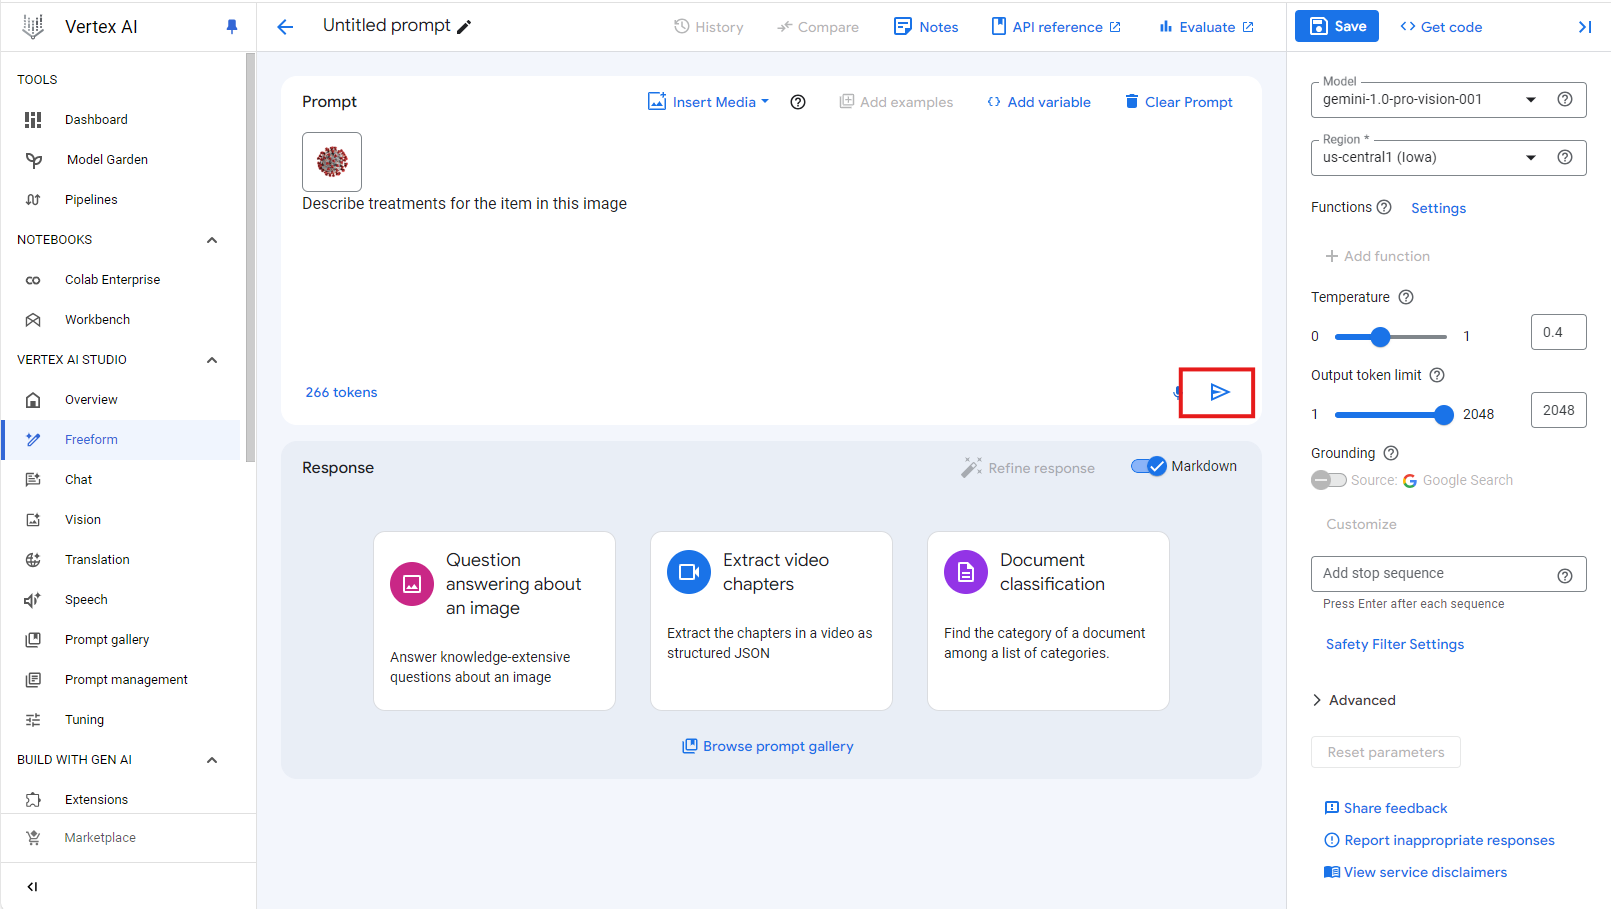 Vertex AI
Untitled prompt
History
Compare
Notes
API reference
Evaluate
Save
Get code
TOOLS
Dashboard
Model Garden
Pipelines
NOTEBOOKS
Colab Enterprise
Workbench
VERTEX AI STUDIO
Overview
Freeform
Chat
Vision
Translation
Speech
Prompt gallery
Prompt management
Tuning
BUILD WITH GEN AI
Extensions
Marketplace
Prompt
Insert Media
Add examples
Add variable
Clear Prompt
Describe treatments for the item in this image
266 tokens
Response
Refine response
Markdown
Question
answering about
an image
Answer knowledge-extensive
questions about an image
Extract video
chapters
Extract the chapters in a video as
structured JSON
Document
classification
Find the category of a document
among a list of categories.
Browse prompt gallery
Model
gemini-1.0-pro-vision-001
Region *
us-central1 (Iowa)
Functions
Settings
Add function
Temperature
0
1
0.4
Output token limit
1
2048
2048
Grounding
Source: Google Search
Customize
Add stop sequence
Press Enter after each sequence
Safety Filter Settings
Advanced
Reset parameters
Share feedback
Report inappropriate responses
View service disclaimers